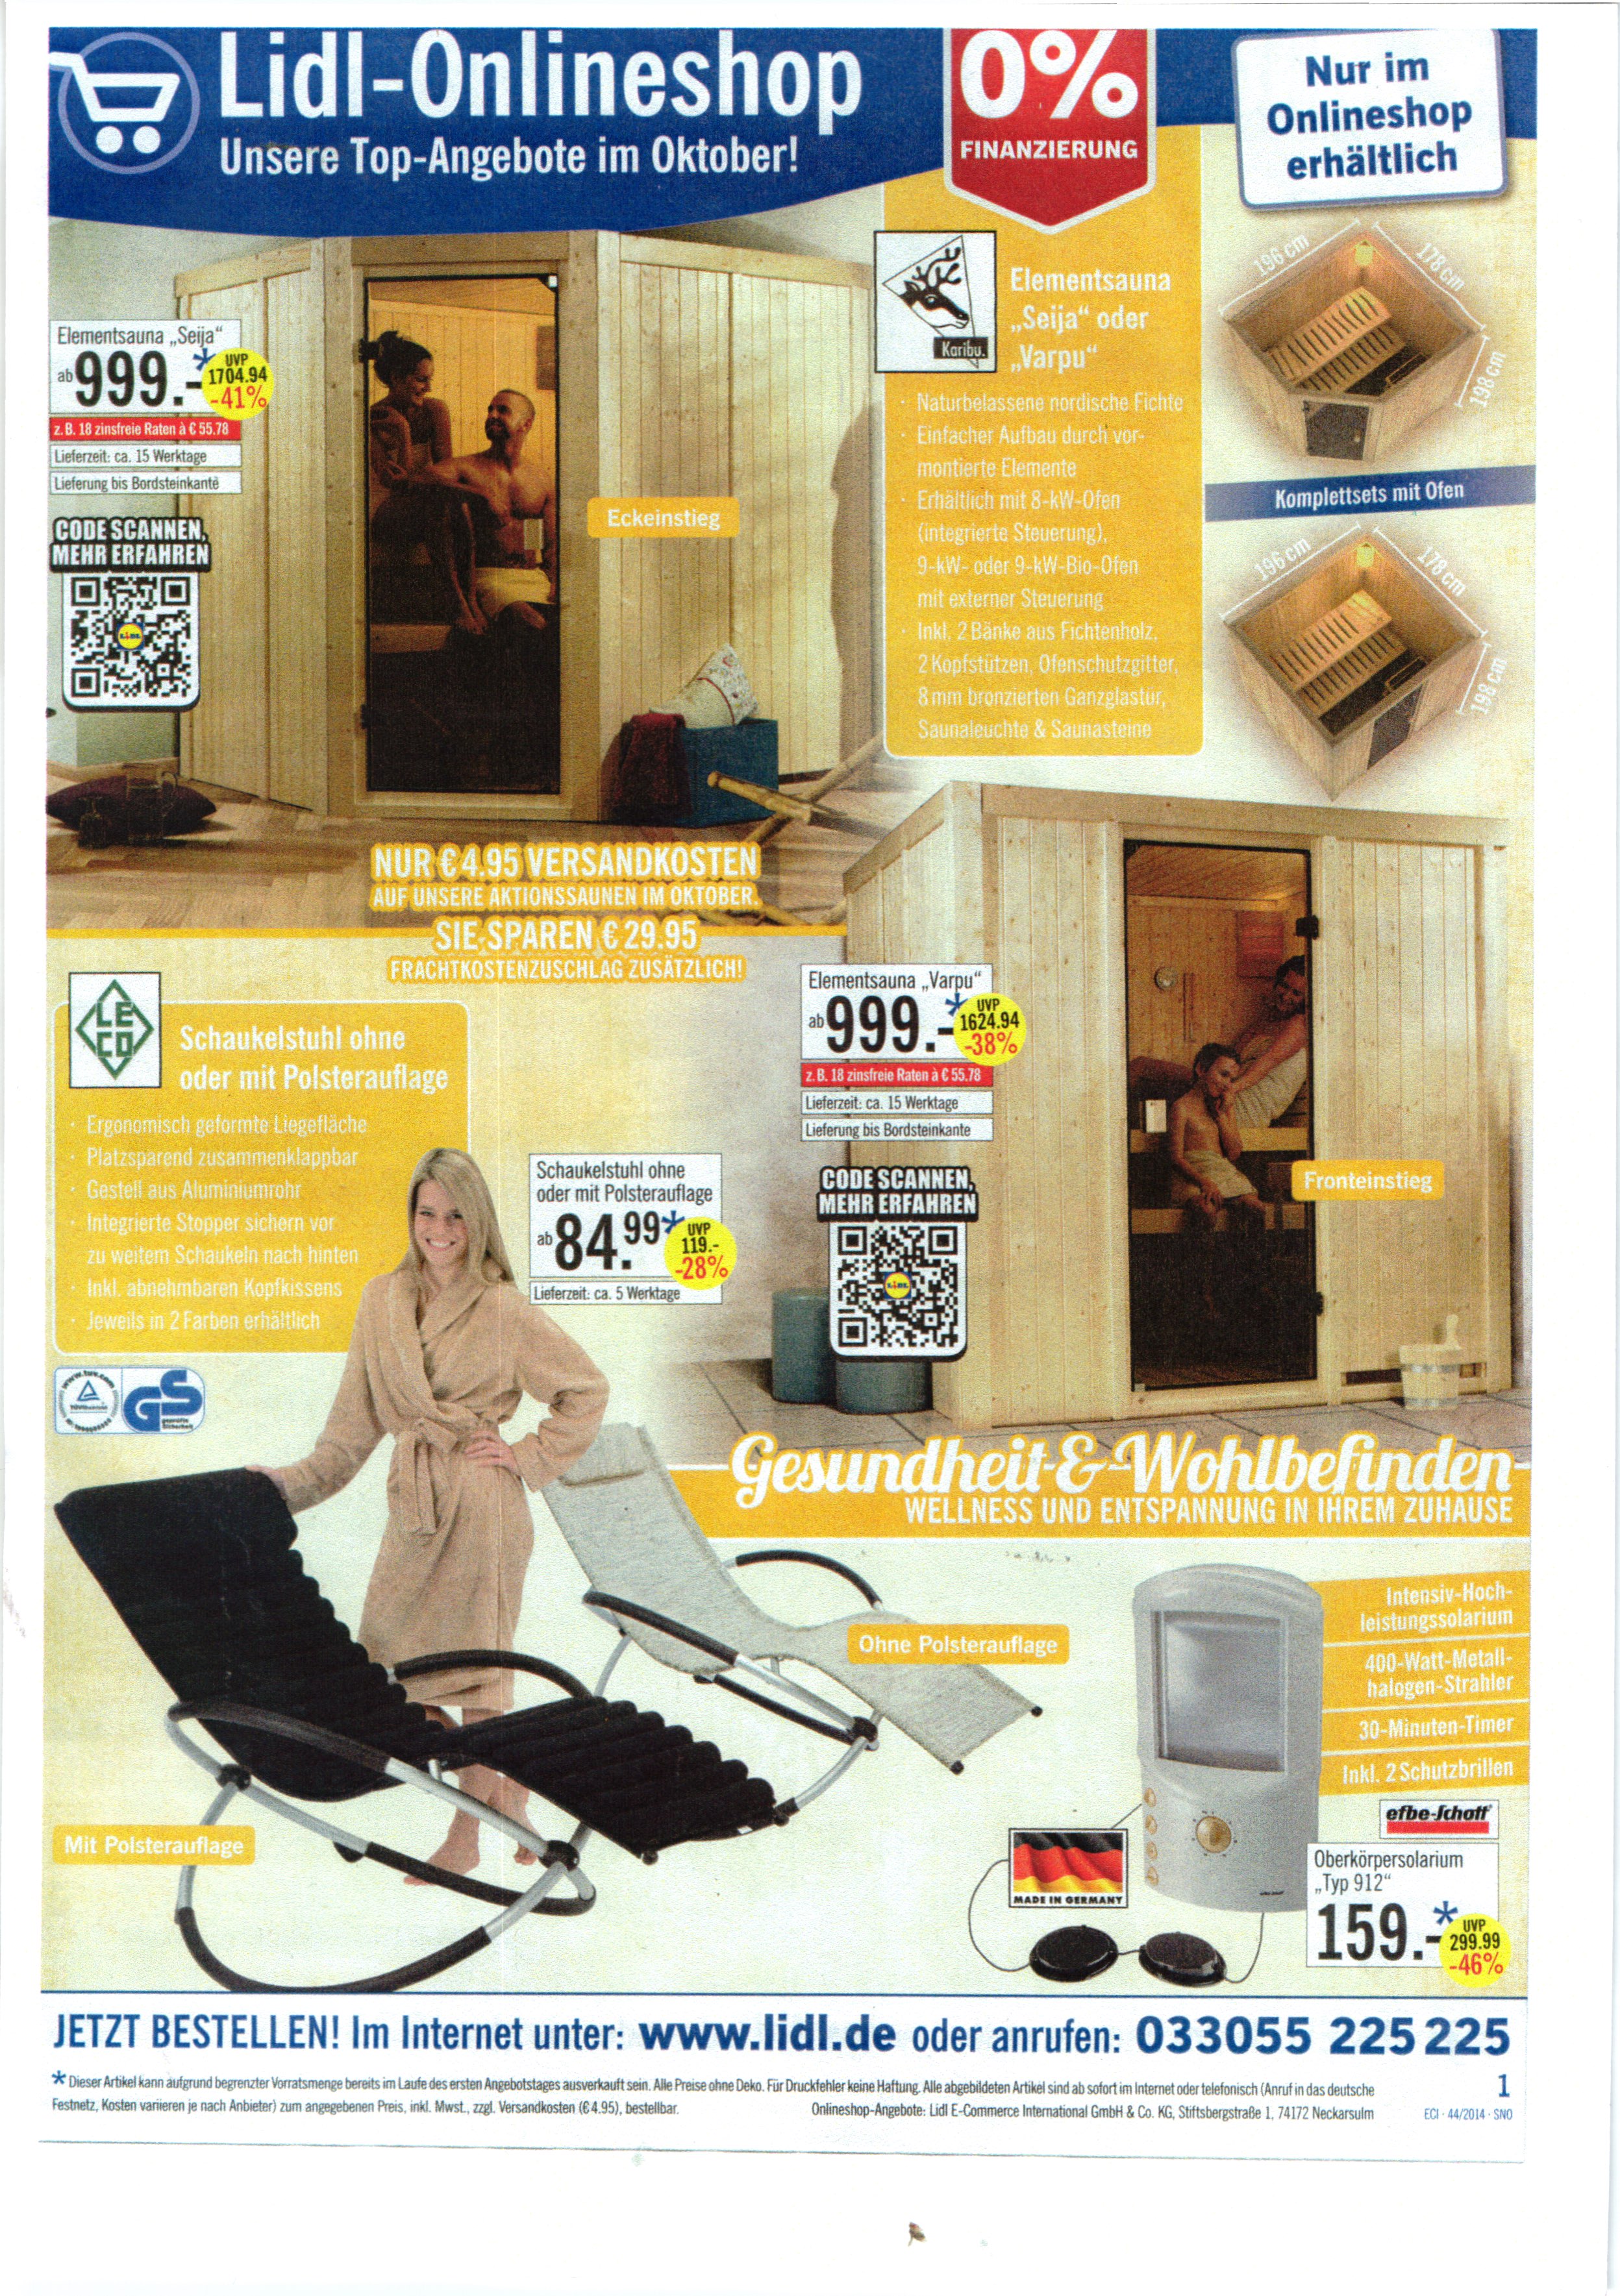 Lidl-Onlineshop
Unsere Top-Angebote im Oktober!
0%
FINANZIERUNG
Nur im
Onlineshop
erhältlich
Elementsauna „Seija“
ab 999.-*
UVP
1704.94
-41%
z.B. 18 zinsfreie Raten à € 55.78
Lieferzeit: ca. 15 Werktage
Lieferung bis Bordsteinkante
CODE SCANNEN,
MEHR ERFAHREN
LIDL
Eckeinstieg
Karibu.
Elementsauna
„Seija“ oder
„Varpu“
· Naturbelassene nordische Fichte
· Einfacher Aufbau durch vor-
montierte Elemente
· Erhältlich mit 8-kW-Ofen
(integrierte Steuerung),
9-kW- oder 9-kW-Bio-Ofen
mit externer Steuerung
· Inkl. 2 Bänke aus Fichtenholz,
2 Kopfstützen, Ofenschutzgitter,
8 mm bronzierten Ganzglastür,
Saunaleuchte & Saunasteine
196 cm
178 cm
198 cm
Komplettsets mit Ofen
196 cm
178 cm
198 cm
NUR € 4.95 VERSANDKOSTEN
AUF UNSERE AKTIONSSAUNEN IM OKTOBER.
SIE SPAREN € 29.95
FRACHTKOSTENZUSCHLAG ZUSÄTZLICH!
LE
CO
Schaukelstuhl ohne
oder mit Polsterauflage
· Ergonomisch geformte Liegefläche
· Platzsparend zusammenklappbar
· Gestell aus Aluminiumrohr
· Integrierte Stopper sichern vor
zu weitem Schaukeln nach hinten
· Inkl. abnehmbaren Kopfkissens
· Jeweils in 2 Farben erhältlich
www.tuv.com
GS
geprüfte
Sicherheit
Schaukelstuhl ohne
oder mit Polsterauflage
ab 84.99*
UVP
119.-
-28%
Lieferzeit: ca. 5 Werktage
Elementsauna „Varpu“
ab 999.-*
UVP
1624.94
-38%
z.B. 18 zinsfreie Raten à € 55.78
Lieferzeit: ca. 15 Werktage
Lieferung bis Bordsteinkante
CODE SCANNEN,
MEHR ERFAHREN
LIDL
Fronteinstieg
Gesundheit & Wohlbefinden
WELLNESS UND ENTSPANNUNG IN IHREM ZUHAUSE
Ohne Polsterauflage
Mit Polsterauflage
Intensiv-Hoch-
leistungssolarium
400-Watt-Metall-
halogen-Strahler
30-Minuten-Timer
Inkl. 2 Schutzbrillen
efbe-Schott
MADE IN GERMANY
Oberkörpersolarium
„Typ 912“
159.-*
UVP
299.99
-46%
JETZT BESTELLEN! Im Internet unter: www.lidl.de oder anrufen: 033055 225 225
* Dieser Artikel kann aufgrund begrenzter Vorratsmenge bereits im Laufe des ersten Angebotstages ausverkauft sein. Alle Preise ohne Deko. Für Druckfehler keine Haftung. Alle abgebildeten Artikel sind ab sofort im Internet oder telefonisch (Anruf in das deutsche
Festnetz, Kosten variieren je nach Anbieter) zum angegebenen Preis, inkl. Mwst., zzgl. Versandkosten (€ 4.95), bestellbar.
Onlineshop-Angebote: Lidl E-Commerce International GmbH & Co. KG, Stiftsbergstraße 1, 74172 Neckarsulm
1
ECI · 44/2014 · SNO